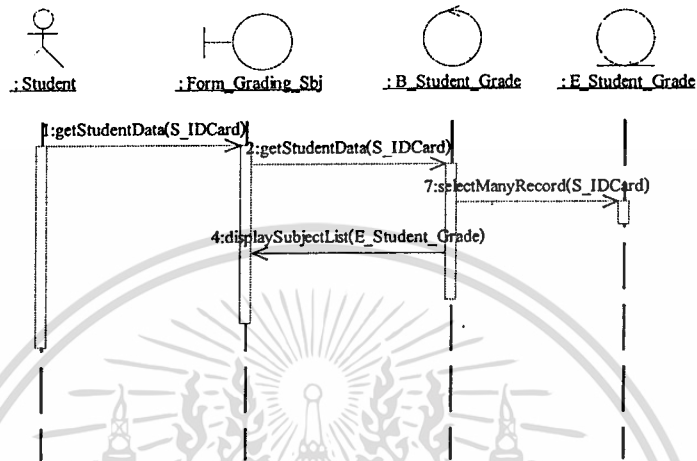 : Student
: Form_Grading_Sbj
: B_Student_Grade
: E_Student_Grade
1:getStudentData(S_IDCard)
2:getStudentData(S_IDCard)
7:selectManyRecord(S_IDCard)
4:displaySubjectList(E_Student_Grade)